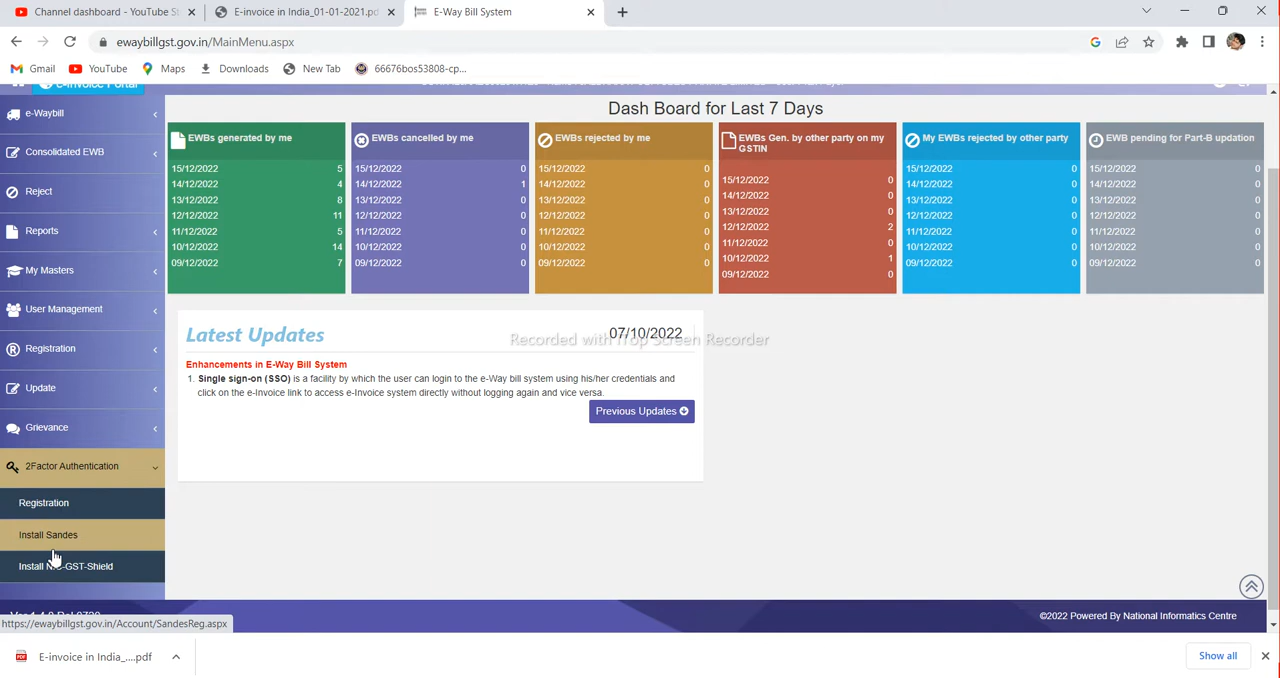 Channel dashboard - YouTube St
E-invoice in India_01-01-2021.pd
E-Way Bill System
ewaybillgst.gov.in/MainMenu.aspx
Gmail
YouTube
Maps
Downloads
New Tab
66676bos53808-cp...
e-Invoice Portal
Dash Board for Last 7 Days
e-Waybill
Consolidated EWB
Reject
Reports
My Masters
User Management
Registration
Update
Grievance
2Factor Authentication
Registration
Install Sandes
Install NIC-GST-Shield
EWBs generated by me
15/12/2022 5
14/12/2022 4
13/12/2022 8
12/12/2022 11
11/12/2022 5
10/12/2022 14
09/12/2022 7
EWBs cancelled by me
15/12/2022 0
14/12/2022 1
13/12/2022 0
12/12/2022 0
11/12/2022 0
10/12/2022 0
09/12/2022 0
EWBs rejected by me
15/12/2022 0
14/12/2022 0
13/12/2022 0
12/12/2022 0
11/12/2022 0
10/12/2022 0
09/12/2022 0
EWBs Gen. by other party on my
GSTIN
15/12/2022 0
14/12/2022 0
13/12/2022 0
12/12/2022 2
11/12/2022 0
10/12/2022 1
09/12/2022 0
My EWBs rejected by other party
15/12/2022 0
14/12/2022 0
13/12/2022 0
12/12/2022 0
11/12/2022 0
10/12/2022 0
09/12/2022 0
EWB pending for Part-B updation
15/12/2022 0
14/12/2022 0
13/12/2022 0
12/12/2022 0
11/12/2022 0
10/12/2022 0
09/12/2022 0
Latest Updates
07/10/2022
Recorded with iTop Screen Recorder
Enhancements in E-Way Bill System
1. Single sign-on (SSO) is a facility by which the user can login to the e-Way bill system using his/her credentials and
click on the e-Invoice link to access e-Invoice system directly without logging again and vice versa.
Previous Updates
©2022 Powered By National Informatics Centre
https://ewaybillgst.gov.in/Account/SandesReg.aspx
E-invoice in India_....pdf
Show all